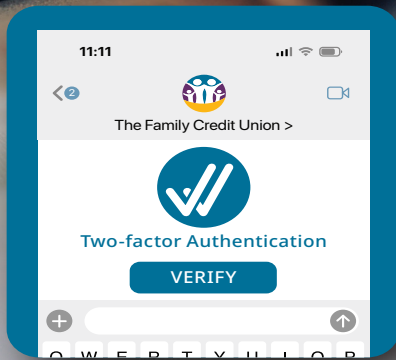 11:11
2
The Family Credit Union >
Two-factor Authentication
VERIFY
Q W E R T Y U I O P